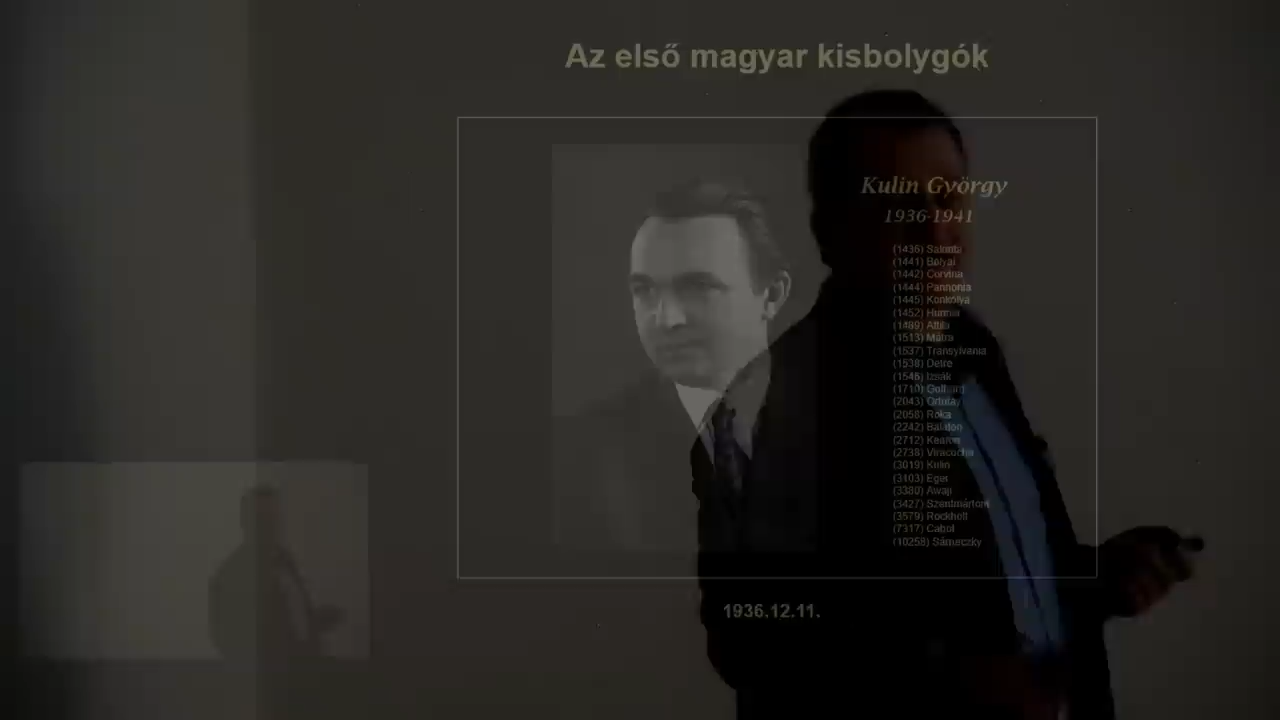 Az első magyar kisbolygók
Kulin György
1936-1941
(1436) Salonta
(1441) Bolyai
(1442) Corvina
(1444) Pannonia
(1445) Konkolya
(1452) Hunnia
(1489) Attila
(1513) Mátra
(1537) Transylvania
(1538) Detre
(1546) Izsák
(1710) Gothard
(2043) Ortutay
(2058) Róka
(2242) Balaton
(2712) Keaton
(2738) Viracocha
(3019) Kulin
(3103) Eger
(3380) Awaji
(3427) Szentmártoni
(3579) Rockholt
(7317) Cabot
(10258) Sárneczky
1936.12.11.